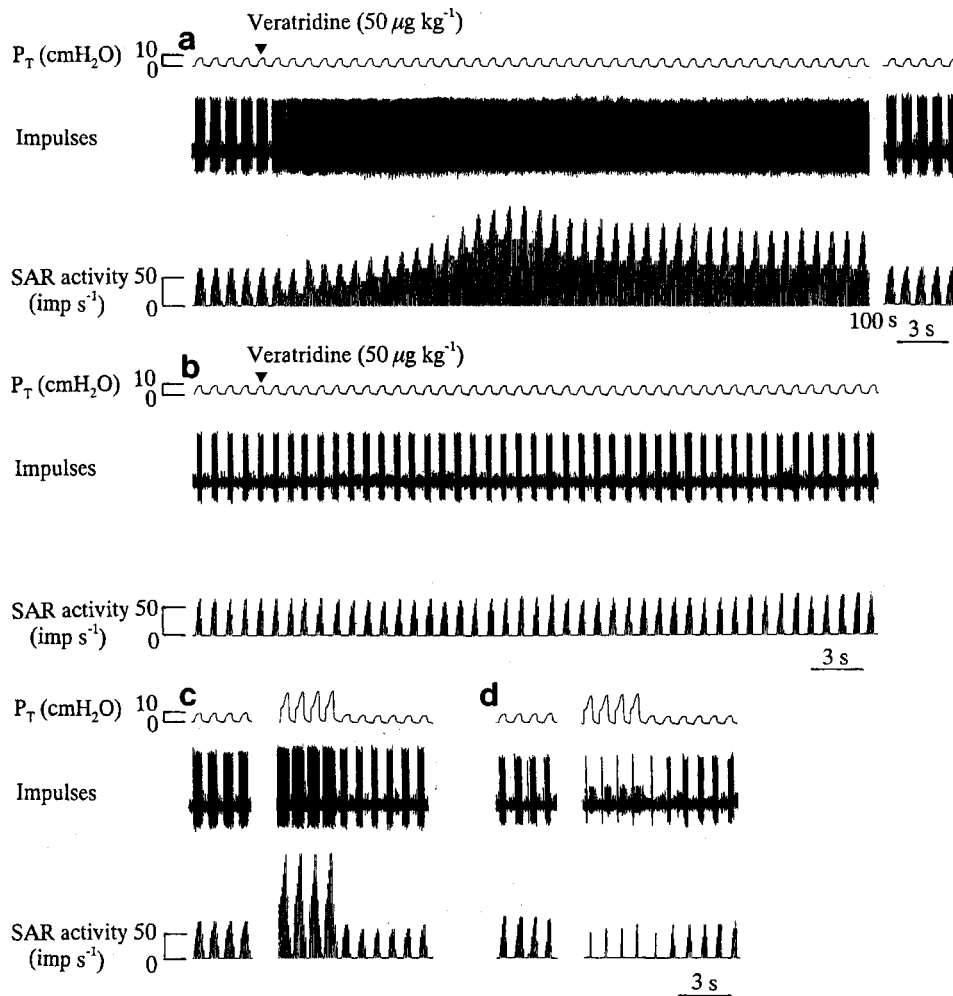 a
Veratridine (50 µg kg⁻¹)
P_T (cmH₂O) 10
0
Impulses
SAR activity 50
(imp s⁻¹) 0
100 s
3 s
b
Veratridine (50 µg kg⁻¹)
P_T (cmH₂O) 10
0
Impulses
SAR activity 50
(imp s⁻¹) 0
3 s
c
d
P_T (cmH₂O) 10
0
Impulses
SAR activity 50
(imp s⁻¹) 0
3 s